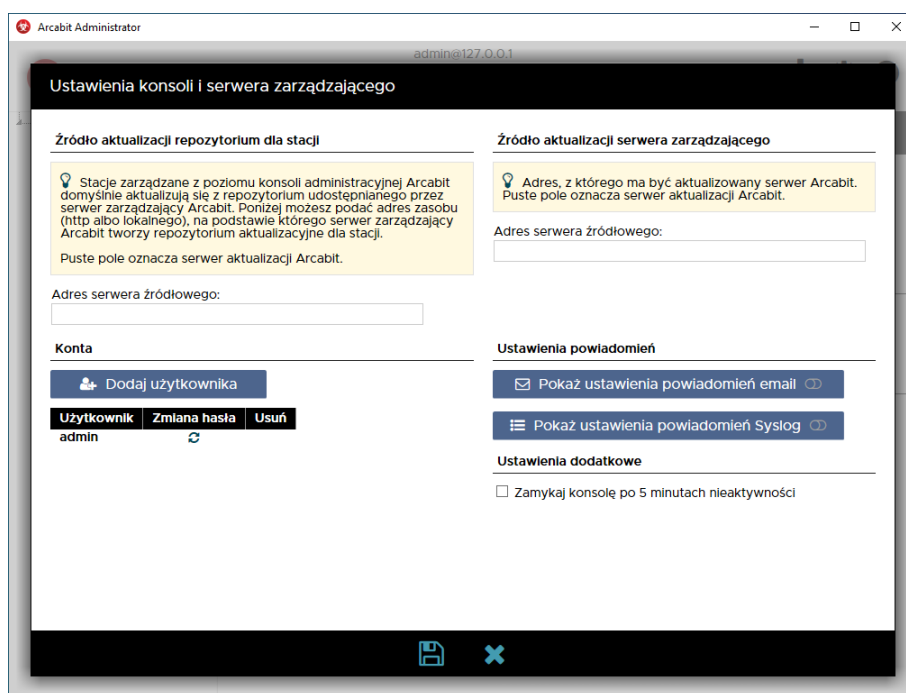 Arcabit Administrator
admin@127.0.0.1
Ustawienia konsoli i serwera zarządzającego
Źródło aktualizacji repozytorium dla stacji
Stacje zarządzane z poziomu konsoli administracyjnej Arcabit
domyślnie aktualizują się z repozytorium udostępnianego przez
serwer zarządzający Arcabit. Poniżej możesz podać adres zasobu
(http albo lokalnego), na podstawie którego serwer zarządzający
Arcabit tworzy repozytorium aktualizacyjne dla stacji.
Puste pole oznacza serwer aktualizacji Arcabit.
Adres serwera źródłowego:
Źródło aktualizacji serwera zarządzającego
Adres, z którego ma być aktualizowany serwer Arcabit.
Puste pole oznacza serwer aktualizacji Arcabit.
Adres serwera źródłowego:
Konta
Dodaj użytkownika
Użytkownik Zmiana hasła Usuń
admin
Ustawienia powiadomień
Pokaż ustawienia powiadomień email
Pokaż ustawienia powiadomień Syslog
Ustawienia dodatkowe
Zamykaj konsolę po 5 minutach nieaktywności